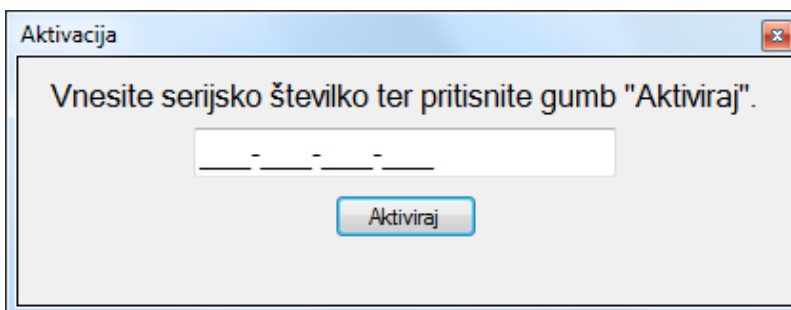 Aktivacija
Vnesite serijsko številko ter pritisnite gumb "Aktiviraj".
___-___-___-___
Aktiviraj